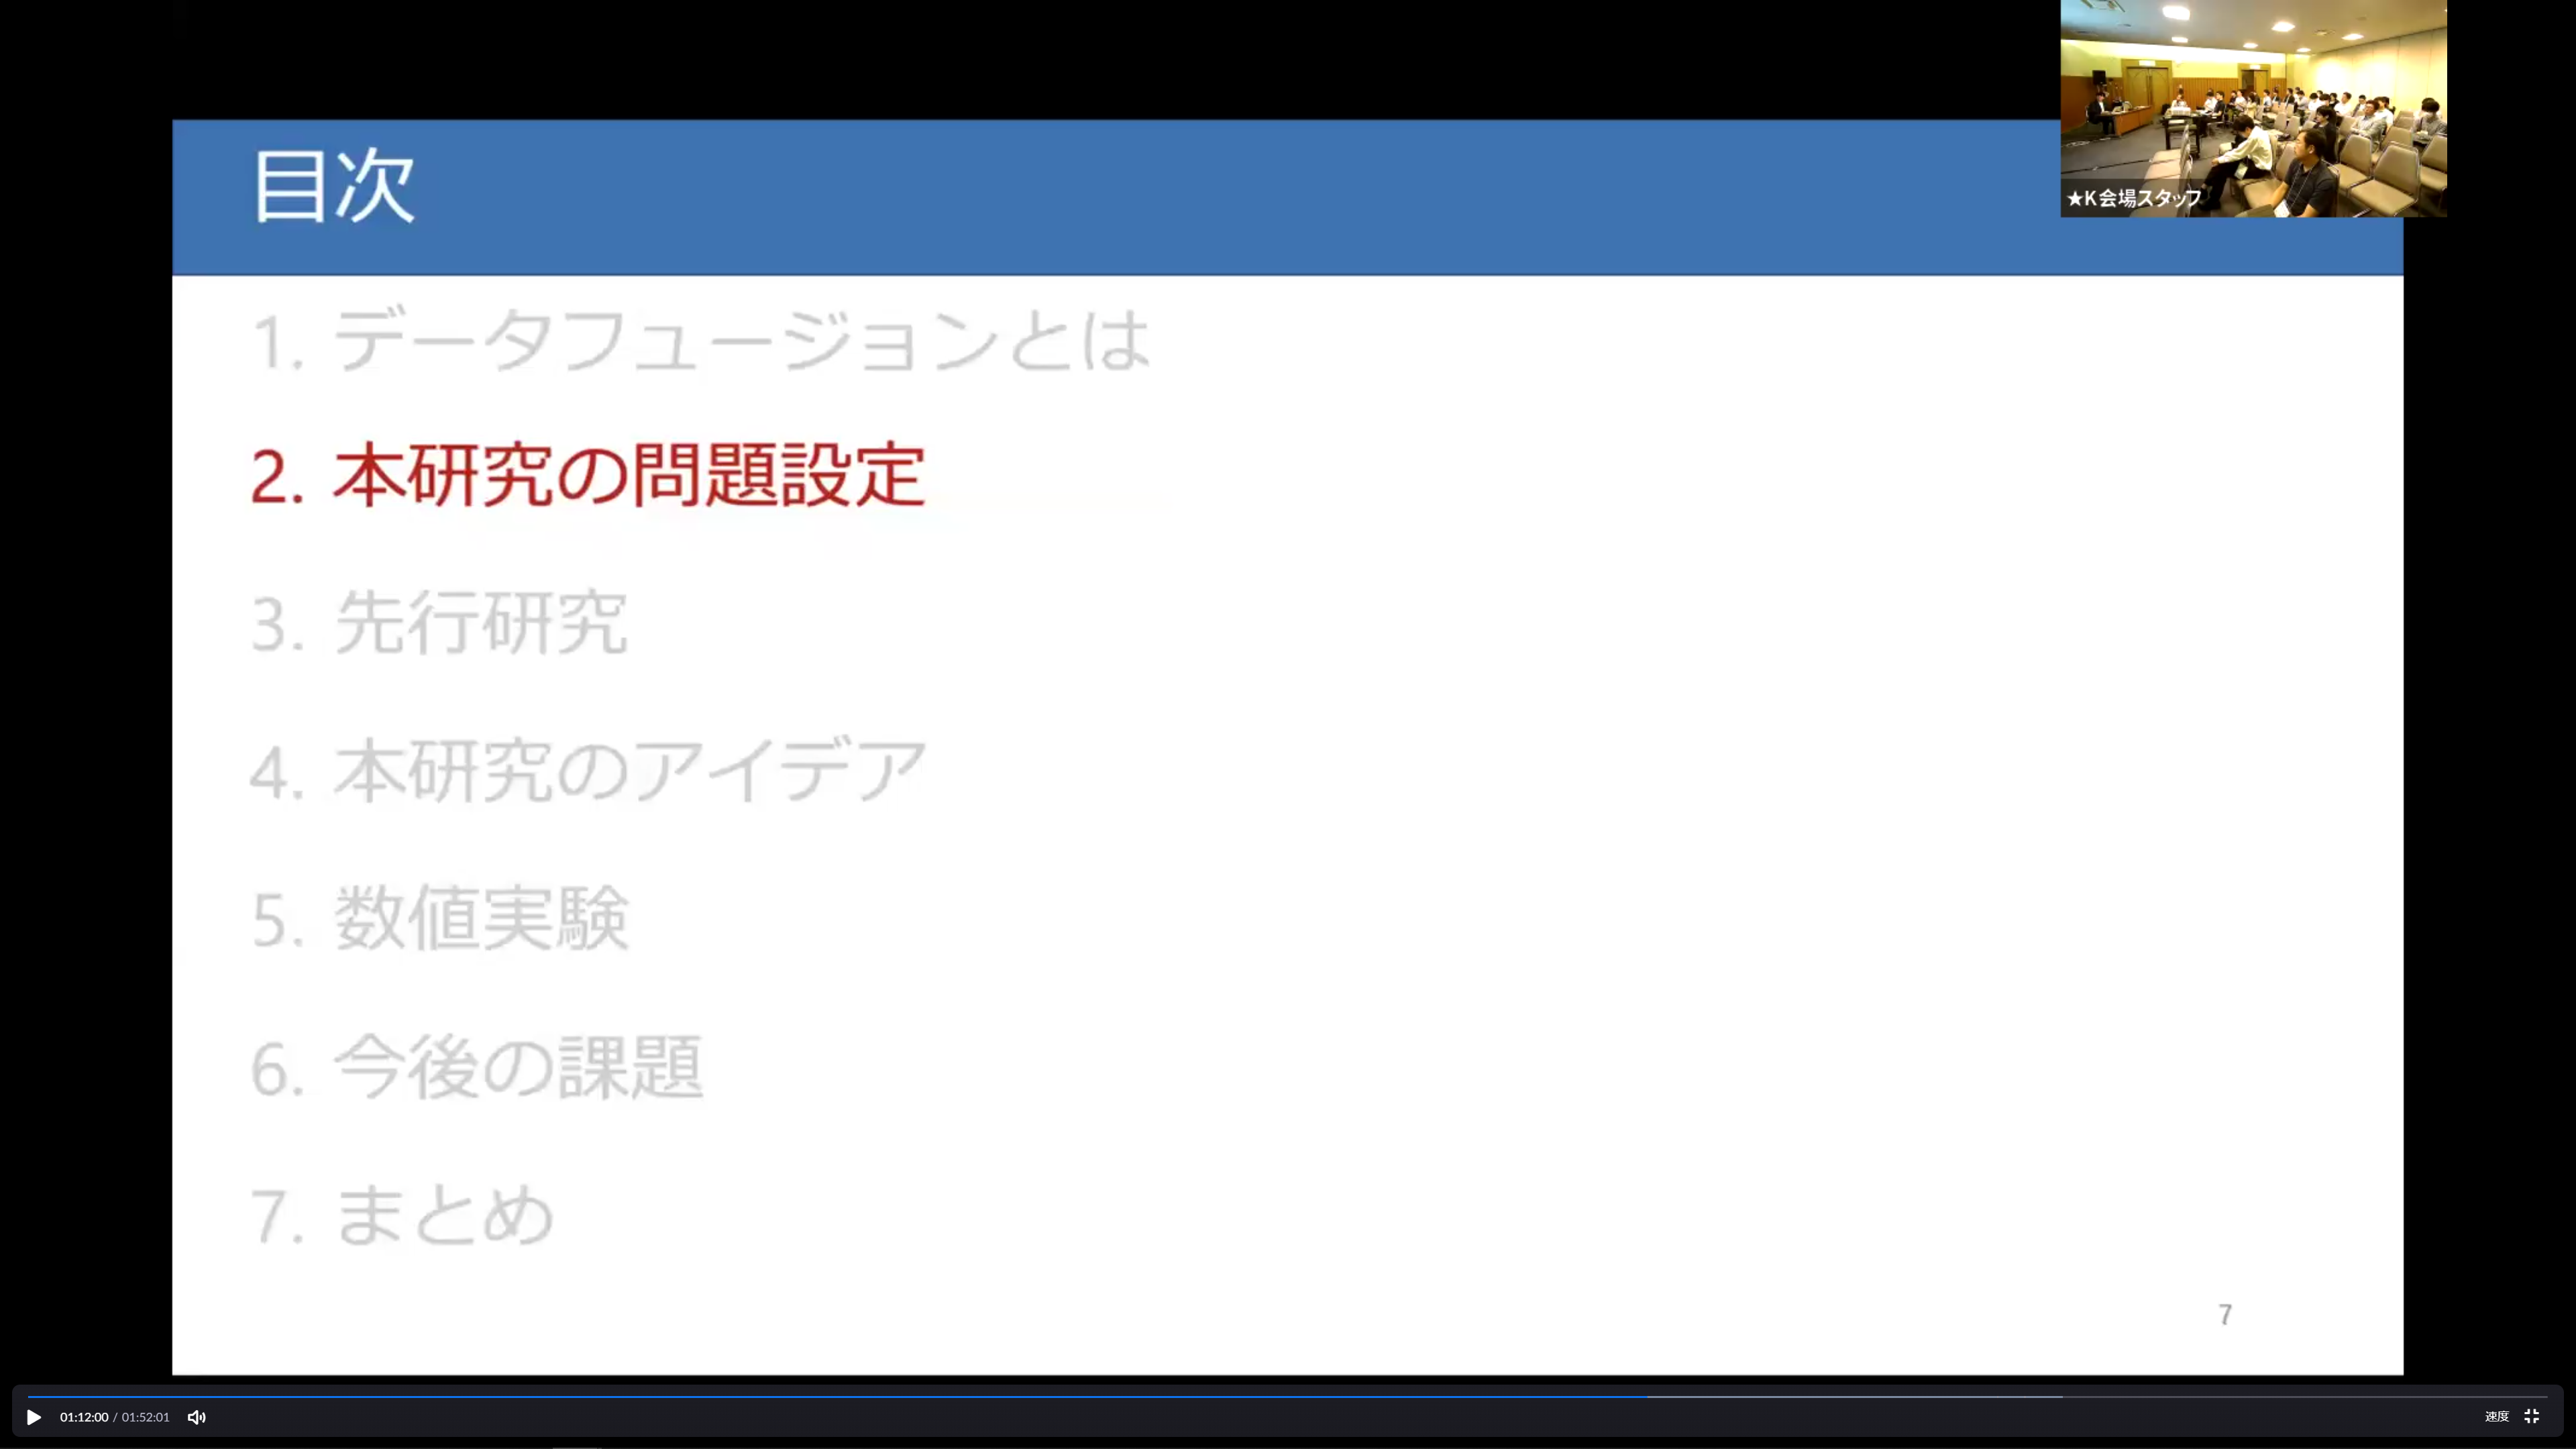 目次
★K会場スタッフ
1. データフュージョンとは
2. 本研究の問題設定
3. 先行研究
4. 本研究のアイデア
5. 数値実験
6. 今後の課題
7. まとめ
7
01:12:00 / 01:52:01
速度